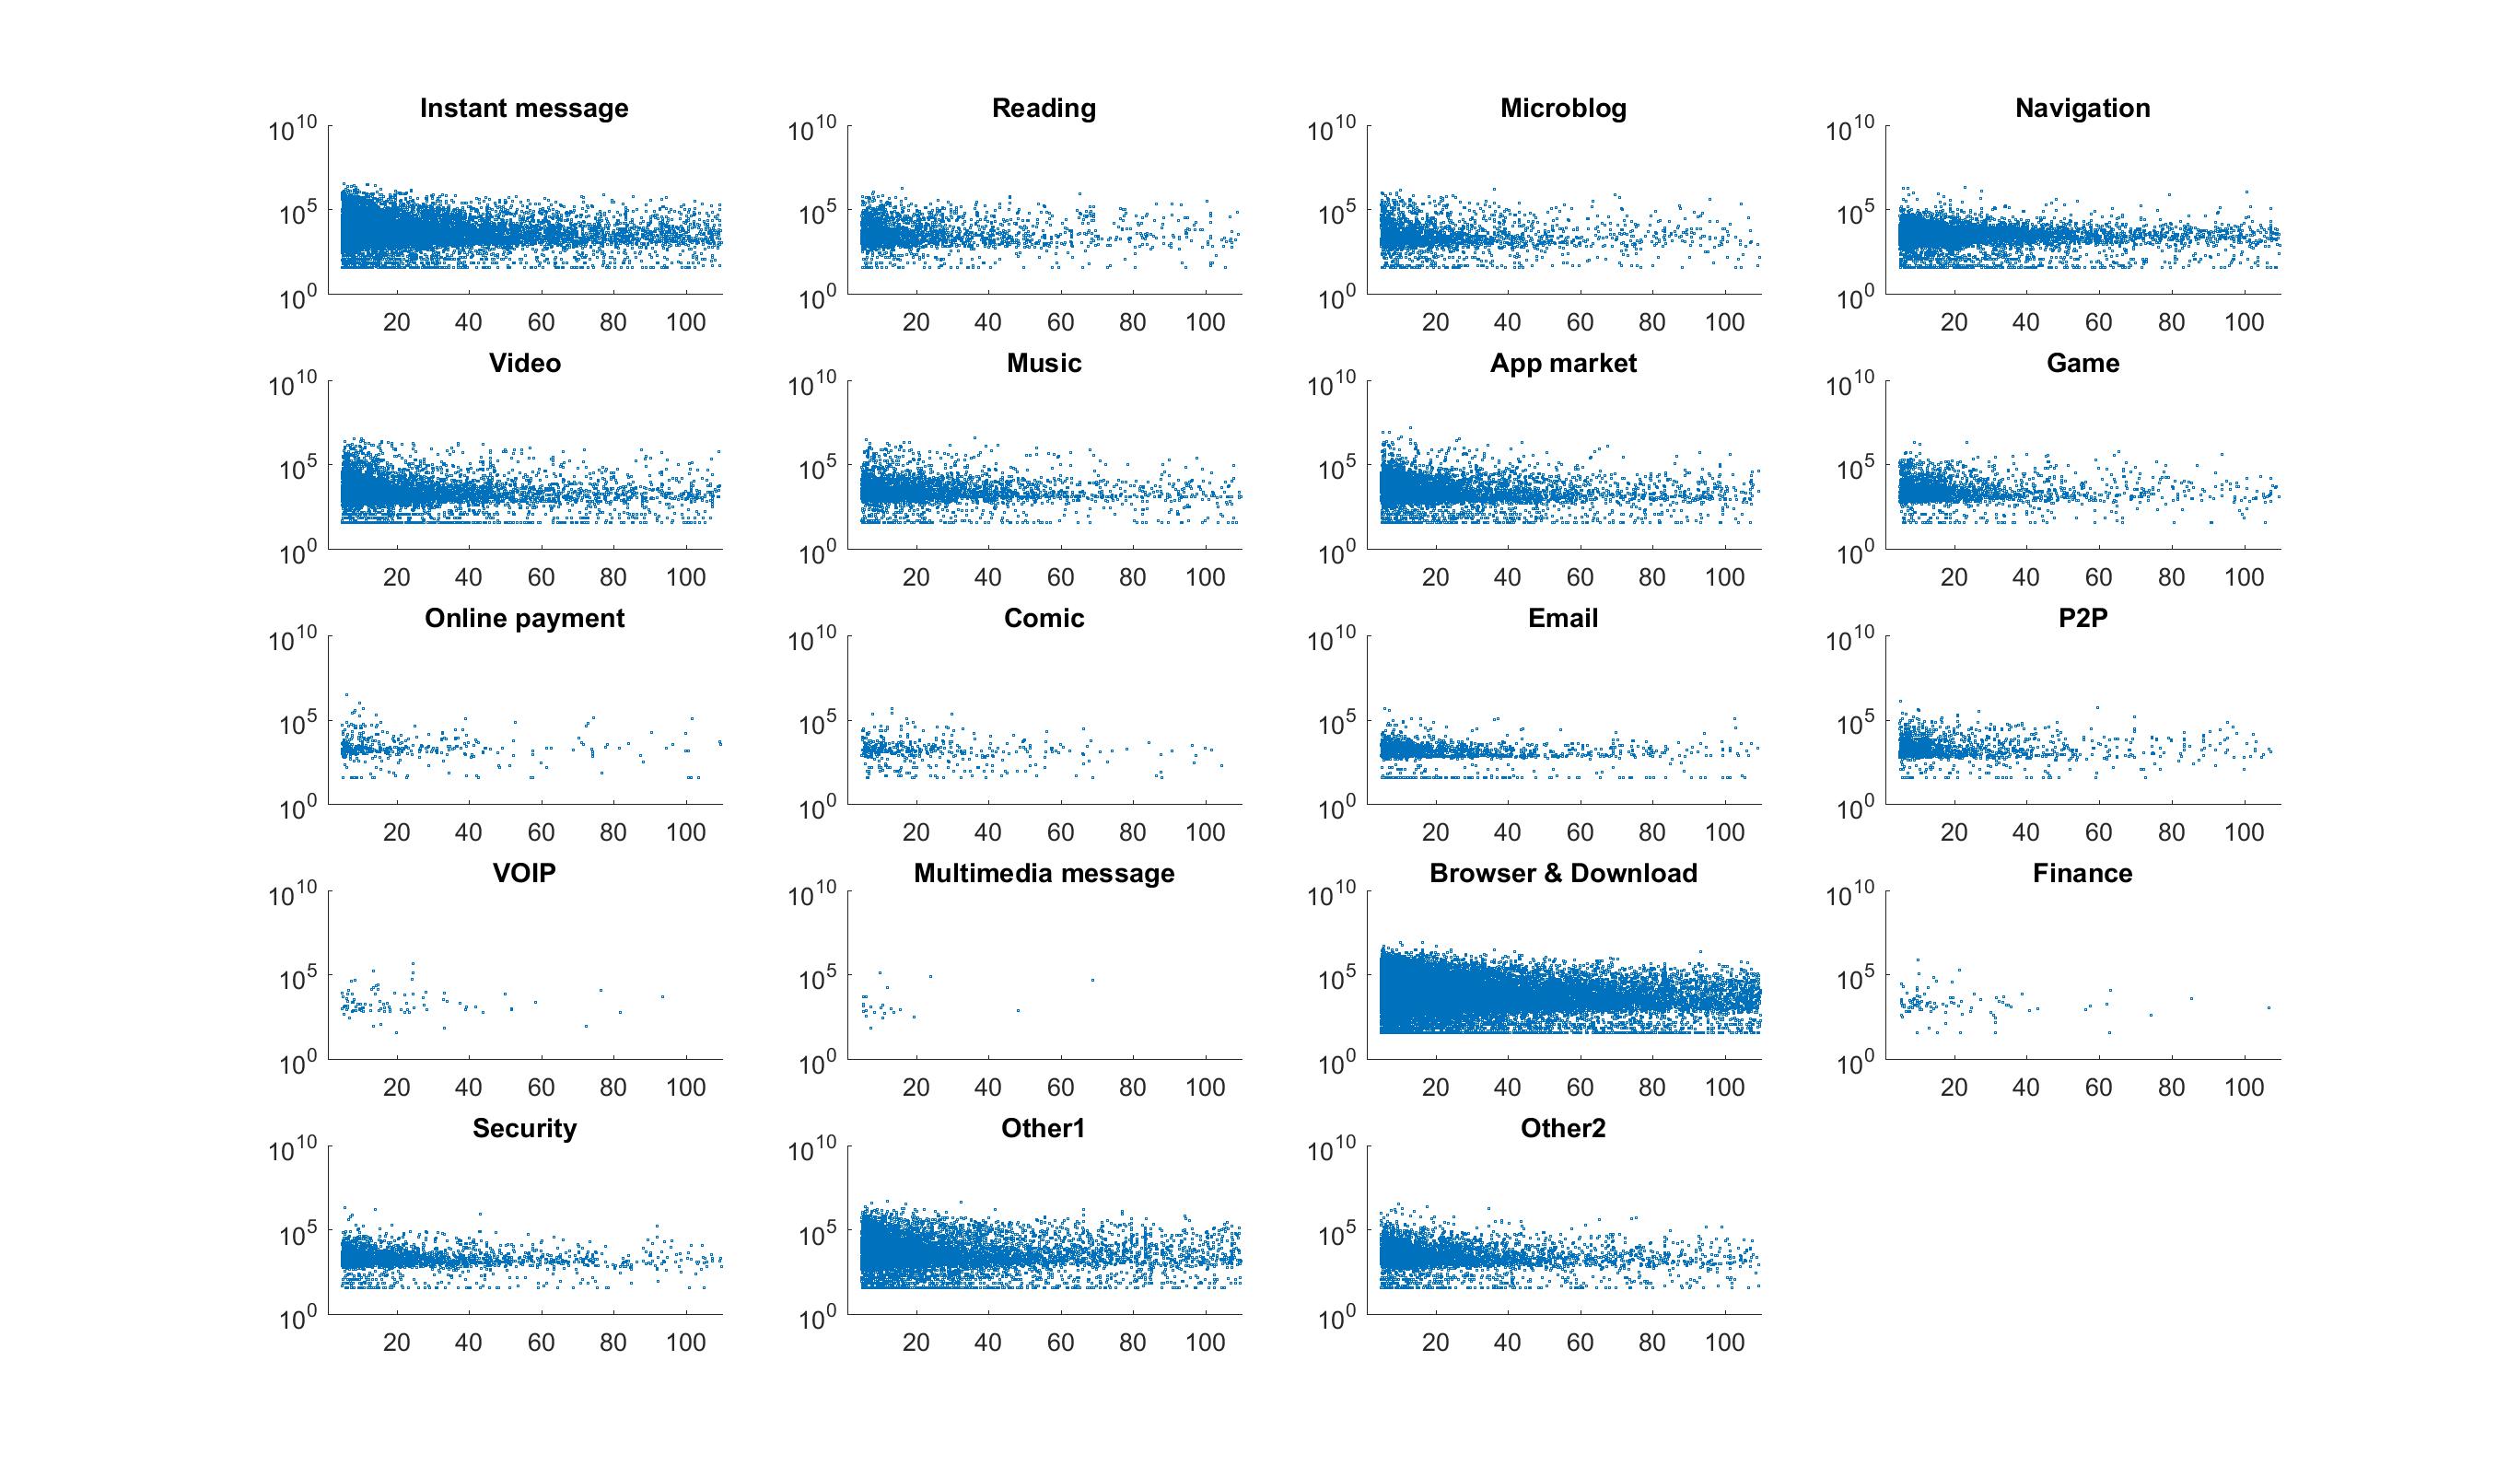 Instant message Reading Microblog Navigation
10^10 10^10 10^10 10^10
10^5 10^5 10^5 10^5
10^0 10^0 10^0 10^0
20 40 60 80 100 20 40 60 80 100 20 40 60 80 100 20 40 60 80 100
Video Music App market Game
10^10 10^10 10^10 10^10
10^5 10^5 10^5 10^5
10^0 10^0 10^0 10^0
20 40 60 80 100 20 40 60 80 100 20 40 60 80 100 20 40 60 80 100
Online payment Comic Email P2P
10^10 10^10 10^10 10^10
10^5 10^5 10^5 10^5
10^0 10^0 10^0 10^0
20 40 60 80 100 20 40 60 80 100 20 40 60 80 100 20 40 60 80 100
VOIP Multimedia message Browser & Download Finance
10^10 10^10 10^10 10^10
10^5 10^5 10^5 10^5
10^0 10^0 10^0 10^0
20 40 60 80 100 20 40 60 80 100 20 40 60 80 100 20 40 60 80 100
Security Other1 Other2
10^10 10^10 10^10
10^5 10^5 10^5
10^0 10^0 10^0
20 40 60 80 100 20 40 60 80 100 20 40 60 80 100